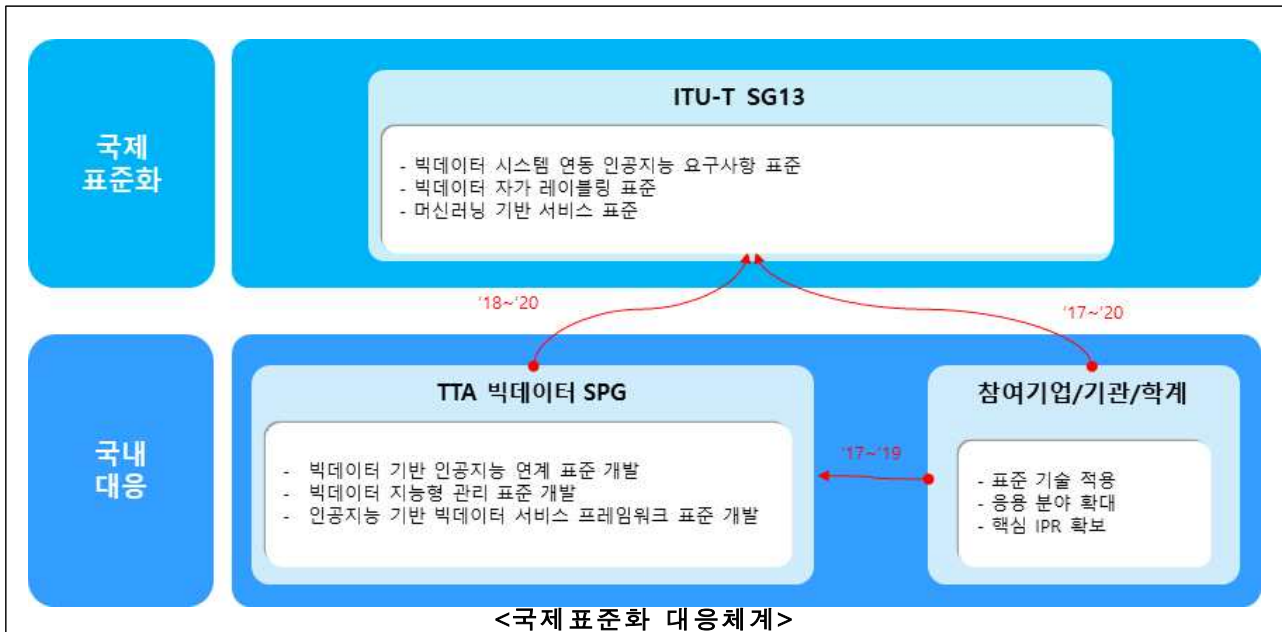 국제
표준화
ITU-T SG13
- 빅데이터 시스템 연동 인공지능 요구사항 표준
- 빅데이터 자가 레이블링 표준
- 머신러닝 기반 서비스 표준
‘18~‘20
‘17~‘20
국내
대응
TTA 빅데이터 SPG
- 빅데이터 기반 인공지능 연계 표준 개발
- 빅데이터 지능형 관리 표준 개발
- 인공지능 기반 빅데이터 서비스 프레임워크 표준 개발
‘17~‘19
참여기업/기관/학계
- 표준 기술 적용
- 응용 분야 확대
- 핵심 IPR 확보
<국제표준화 대응체계>